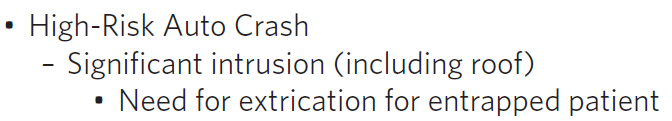 • High-Risk Auto Crash
– Significant intrusion (including roof)
• Need for extrication for entrapped patient